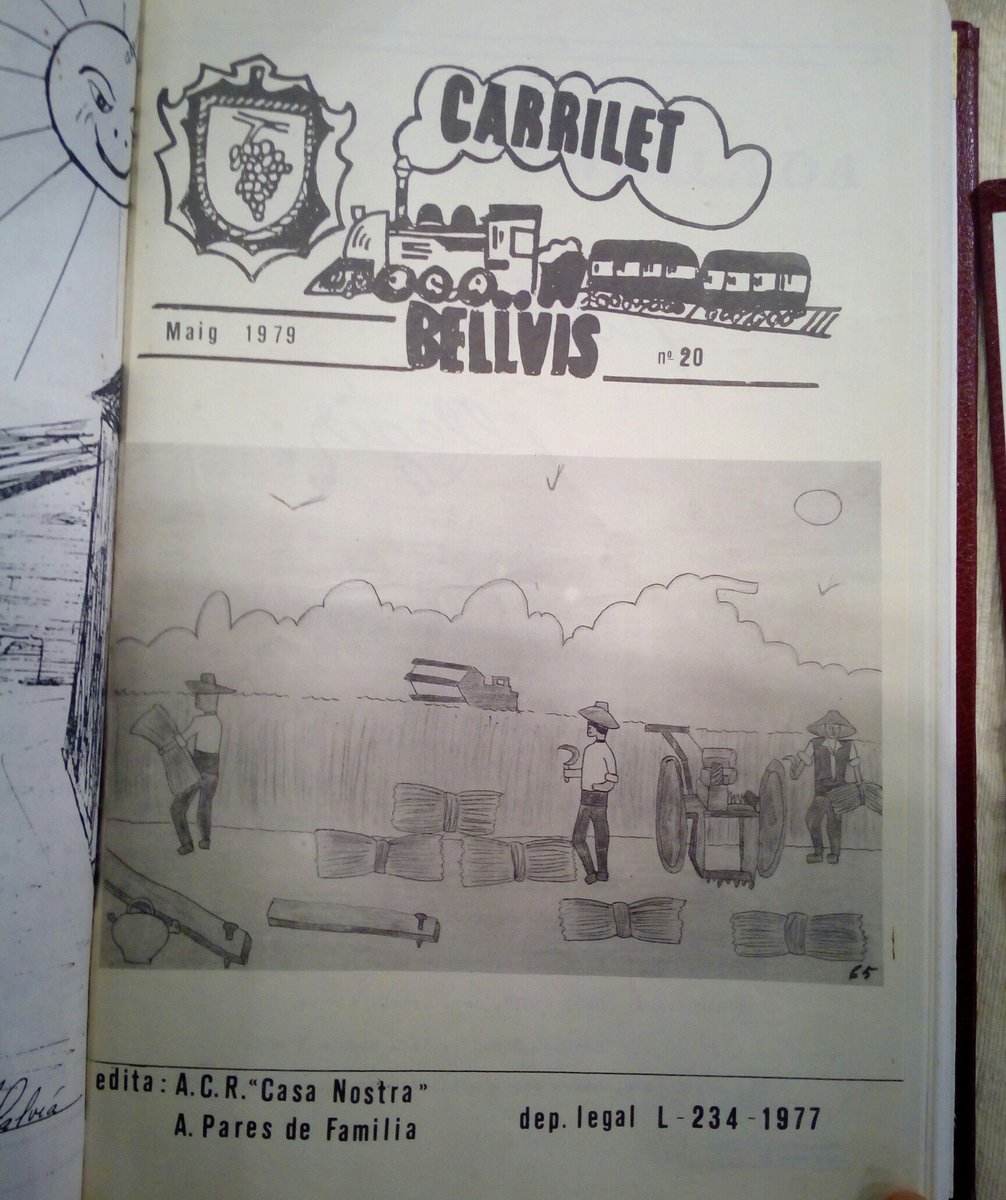 CARRILET
Maig 1979
BELLVIS
nº 20
65
edita: A.C.R. "Casa Nostra"
A. Pares de Familia
dep. legal L - 234 - 1977